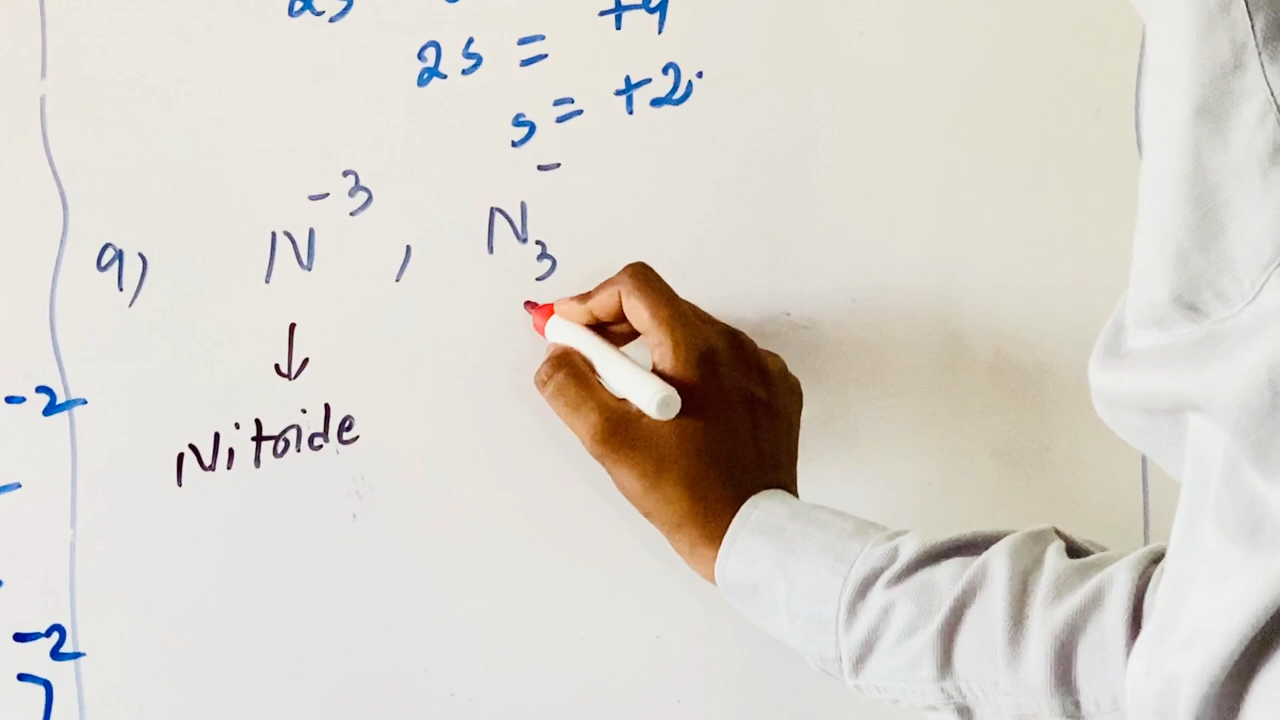 2s = +4
s = +2.
9) N⁻³, N₃⁻
↓
Nitride
-2
-2